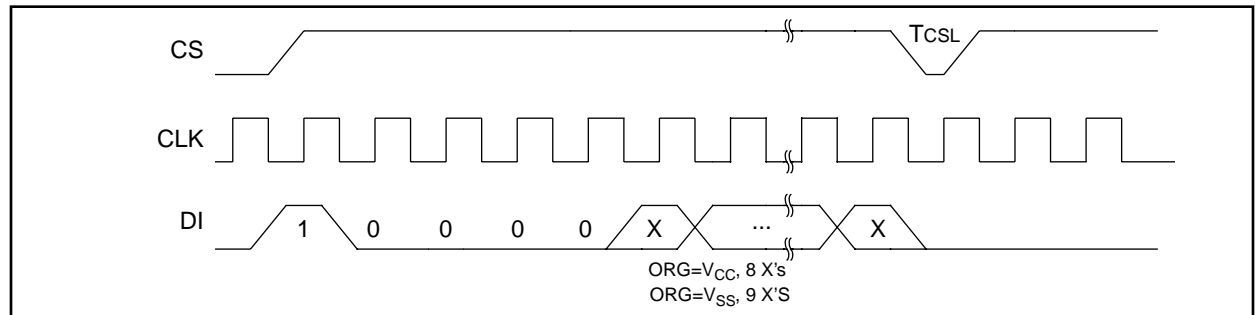 CS
TCSL
CLK
DI
1 0 0 0 0 X ... X
ORG=VCC, 8 X's
ORG=VSS, 9 X'S